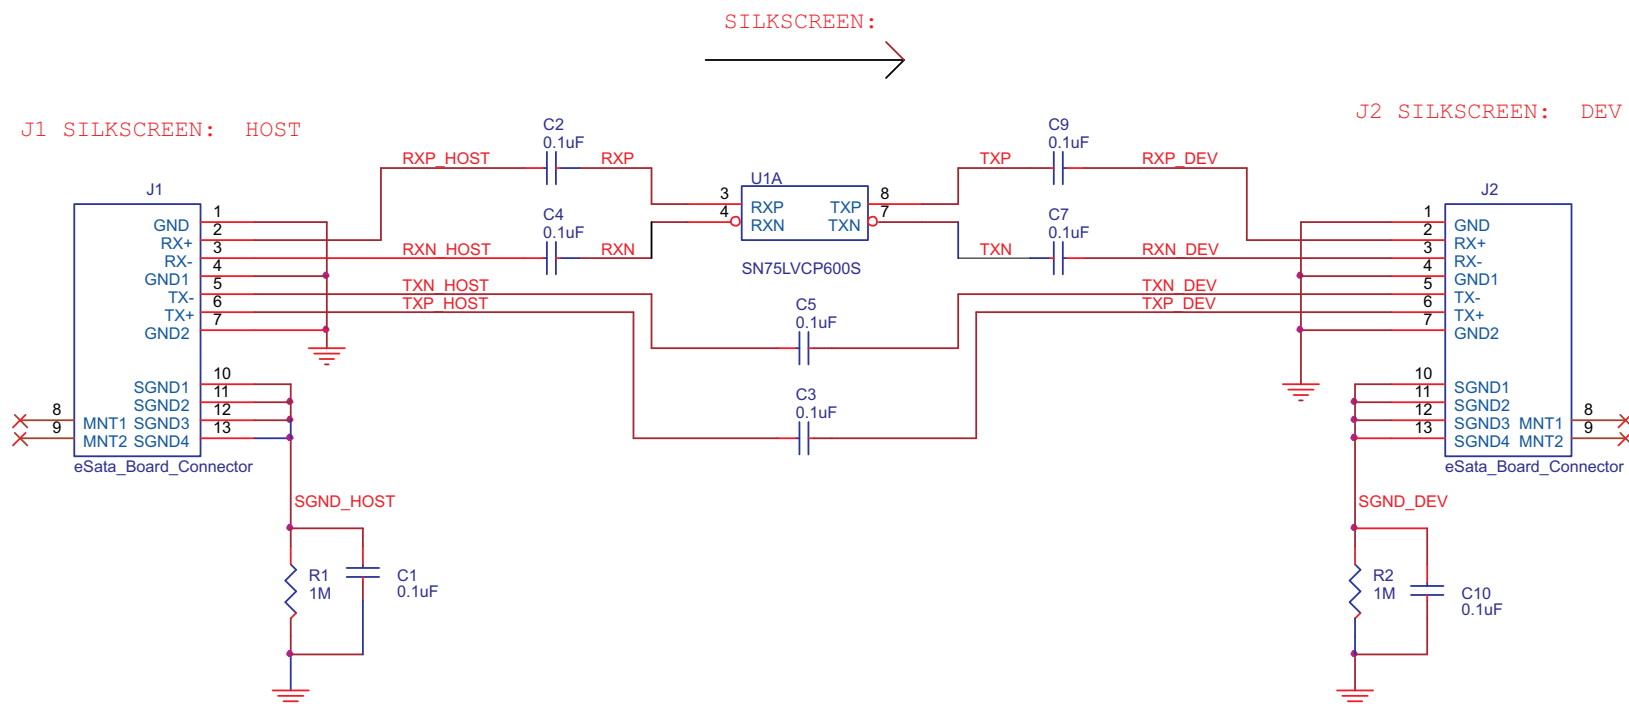 SILKSCREEN:
J1 SILKSCREEN: HOST
J2 SILKSCREEN: DEV
J1
1
GND
2
RX+
3
RX-
4
GND1
5
TX-
6
TX+
7
GND2
10
SGND1
11
SGND2
12
SGND3
13
SGND4
8
MNT1
9
MNT2
eSata_Board_Connector
RXP_HOST
C2
0.1uF
RXP
RXN_HOST
C4
0.1uF
RXN
TXN_HOST
TXP_HOST
U1A
3
RXP
4
RXN
8
TXP
7
TXN
SN75LVCP600S
C5
0.1uF
C3
0.1uF
TXP
C9
0.1uF
RXP_DEV
TXN
C7
0.1uF
RXN_DEV
TXN_DEV
TXP_DEV
J2
1
GND
2
RX+
3
RX-
4
GND1
5
TX-
6
TX+
7
GND2
10
SGND1
11
SGND2
12
SGND3
13
SGND4
8
MNT1
9
MNT2
eSata_Board_Connector
SGND_HOST
R1
1M
C1
0.1uF
SGND_DEV
R2
1M
C10
0.1uF